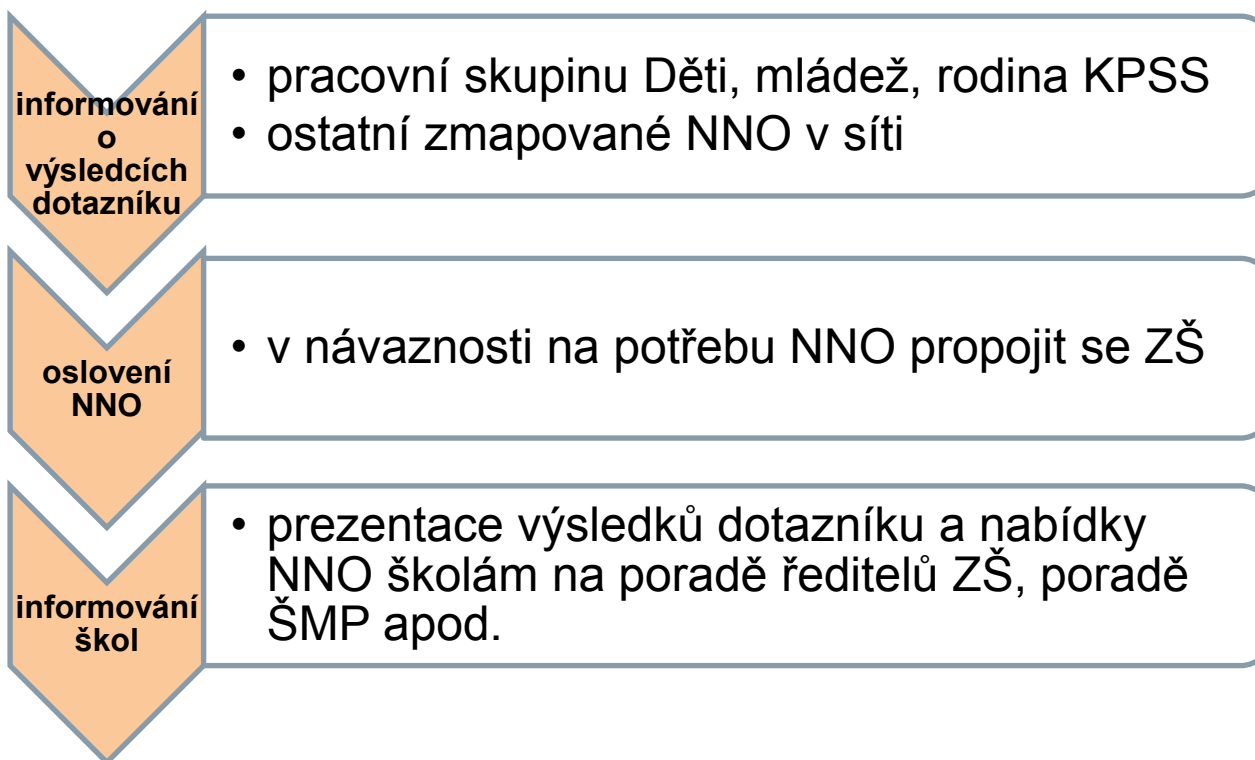 informování
o
výsledcích
dotazníku
• pracovní skupinu Děti, mládež, rodina KPSS
• ostatní zmapované NNO v síti
oslovení
NNO
• v návaznosti na potřebu NNO propojit se ZŠ
informování
škol
• prezentace výsledků dotazníku a nabídky
NNO školám na poradě ředitelů ZŠ, poradě
ŠMP apod.